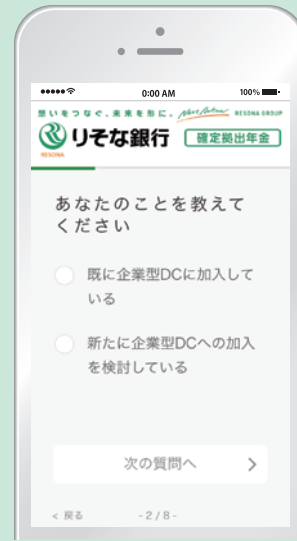 0:00 AM
100%
想いをつなぐ、未来を形に。 Next Action RESONA GROUP
りそな銀行 確定拠出年金
RESONA
あなたのことを教えて
ください
既に企業型DCに加入して
いる
新たに企業型DCへの加入
を検討している
次の質問へ >
< 戻る -2/8-